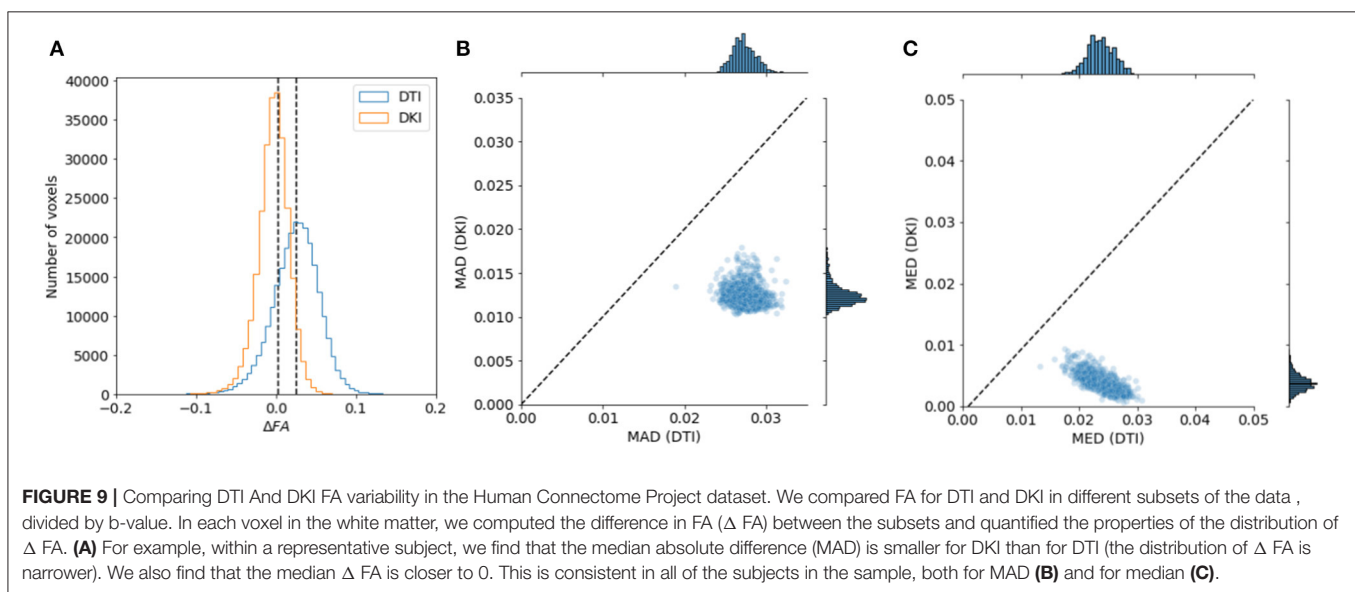 A
B
C
40000
35000
30000
25000
20000
15000
10000
5000
0
Number of voxels
DTI
DKI
−0.2 −0.1 0.0 0.1 0.2
ΔFA
0.035
0.030
0.025
0.020
0.015
0.010
0.005
0.000
MAD (DKI)
0.00 0.01 0.02 0.03
MAD (DTI)
0.05
0.04
0.03
0.02
0.01
0.00
MED (DKI)
0.00 0.01 0.02 0.03 0.04 0.05
MED (DTI)
FIGURE 9 | Comparing DTI And DKI FA variability in the Human Connectome Project dataset. We compared FA for DTI and DKI in different subsets of the data ,
divided by b-value. In each voxel in the white matter, we computed the difference in FA (Δ FA) between the subsets and quantified the properties of the distribution of
Δ FA. (A) For example, within a representative subject, we find that the median absolute difference (MAD) is smaller for DKI than for DTI (the distribution of Δ FA is
narrower). We also find that the median Δ FA is closer to 0. This is consistent in all of the subjects in the sample, both for MAD (B) and for median (C).